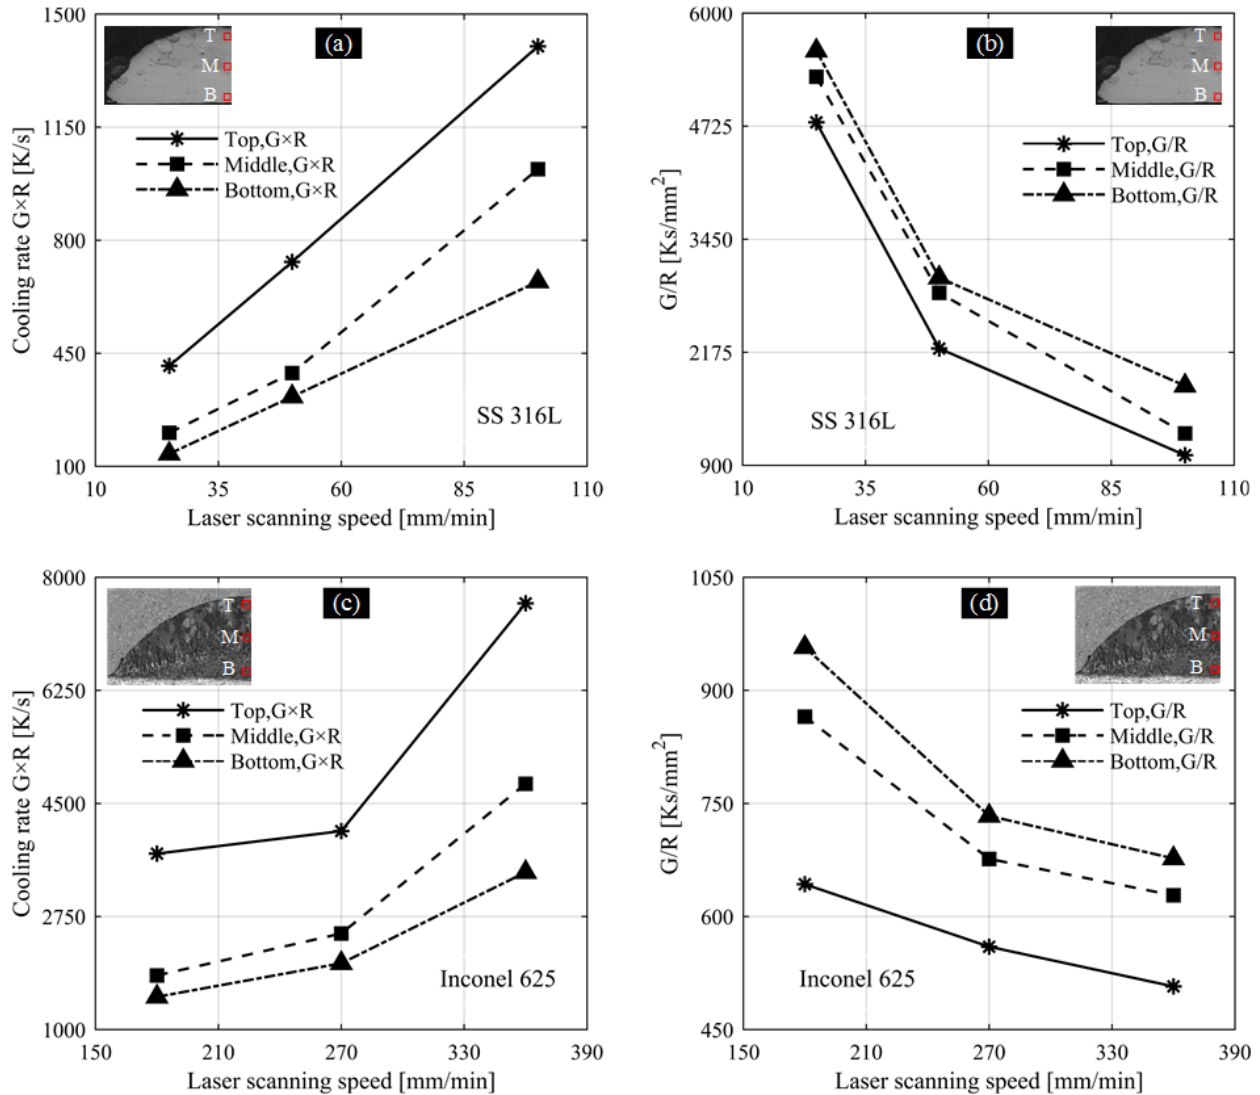 (a)
Cooling rate G×R [K/s]
1500
1150
800
450
100
T
M
B
Top,G×R
Middle,G×R
Bottom,G×R
SS 316L
10 35 60 85 110
Laser scanning speed [mm/min]
(b)
G/R [Ks/mm²]
6000
4725
3450
2175
900
T
M
B
Top,G/R
Middle,G/R
Bottom,G/R
SS 316L
10 35 60 85 110
Laser scanning speed [mm/min]
(c)
Cooling rate G×R [K/s]
8000
6250
4500
2750
1000
T
M
B
Top,G×R
Middle,G×R
Bottom,G×R
Inconel 625
150 210 270 330 390
Laser scanning speed [mm/min]
(d)
G/R [Ks/mm²]
1050
900
750
600
450
T
M
B
Top,G/R
Middle,G/R
Bottom,G/R
Inconel 625
150 210 270 330 390
Laser scanning speed [mm/min]